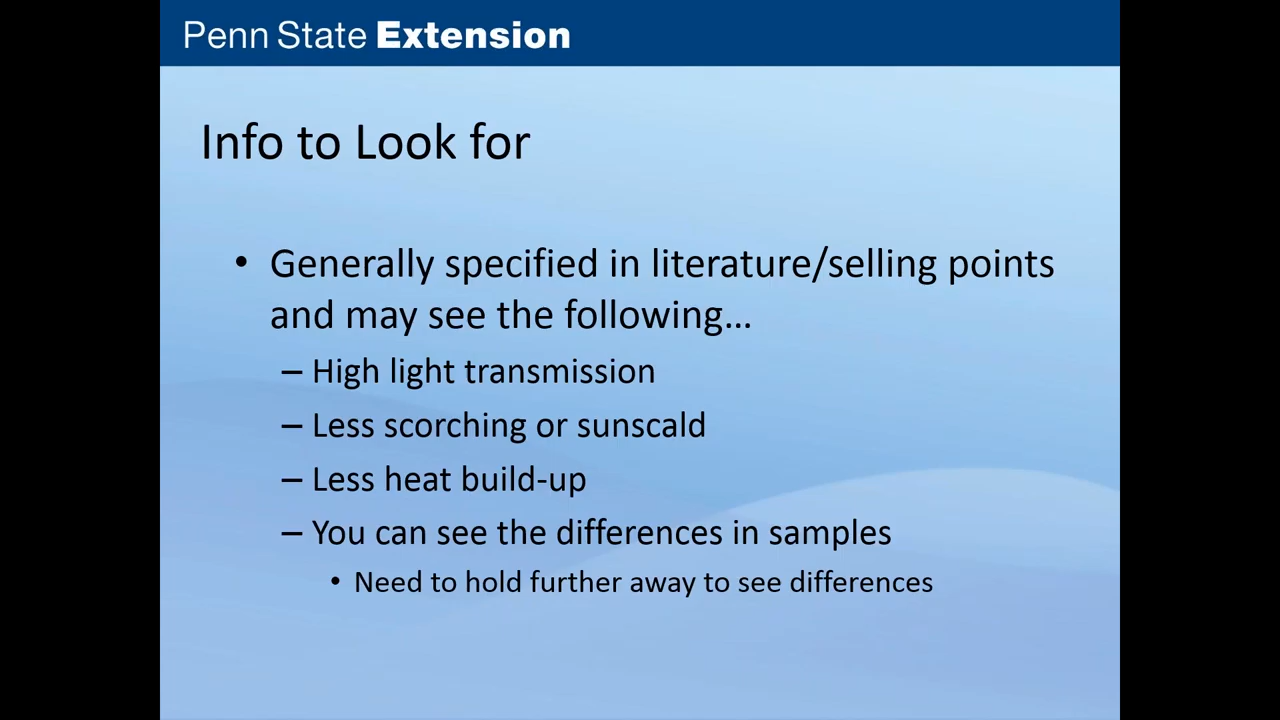 Penn State Extension
Info to Look for
• Generally specified in literature/selling points
and may see the following...
– High light transmission
– Less scorching or sunscald
– Less heat build-up
– You can see the differences in samples
• Need to hold further away to see differences